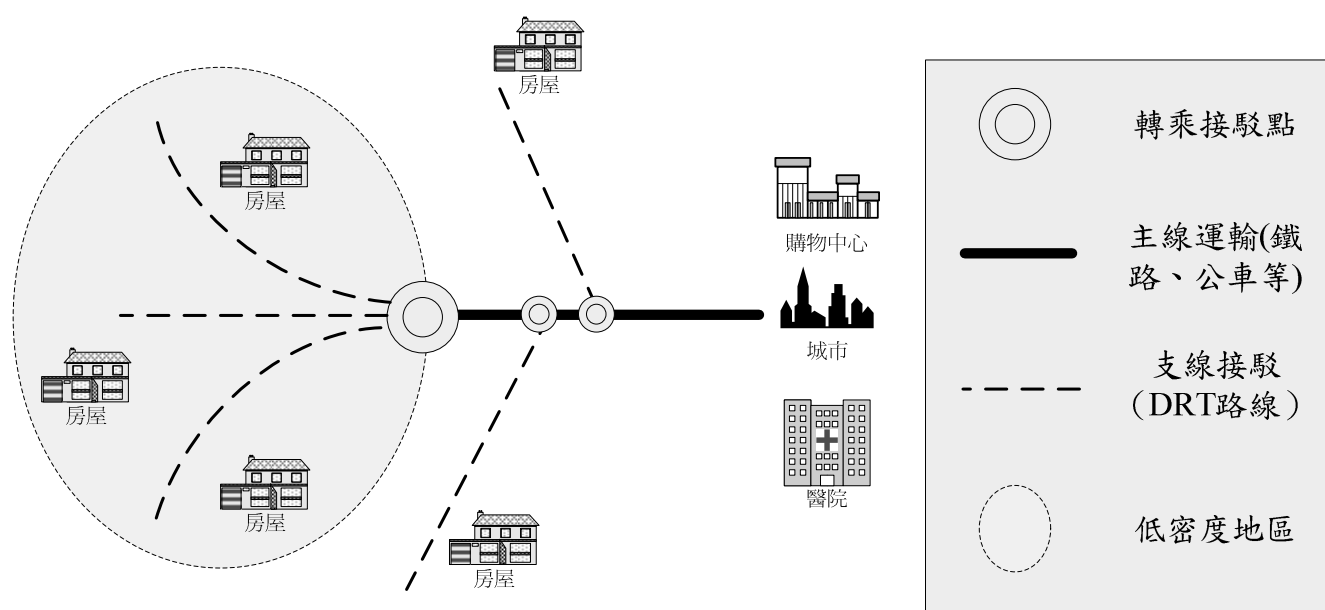 房屋
房屋
房屋
房屋
房屋
購物中心
城市
醫院
轉乘接駁點
主線運輸(鐵
路、公車等)
支線接駁
（DRT路線）
低密度地區